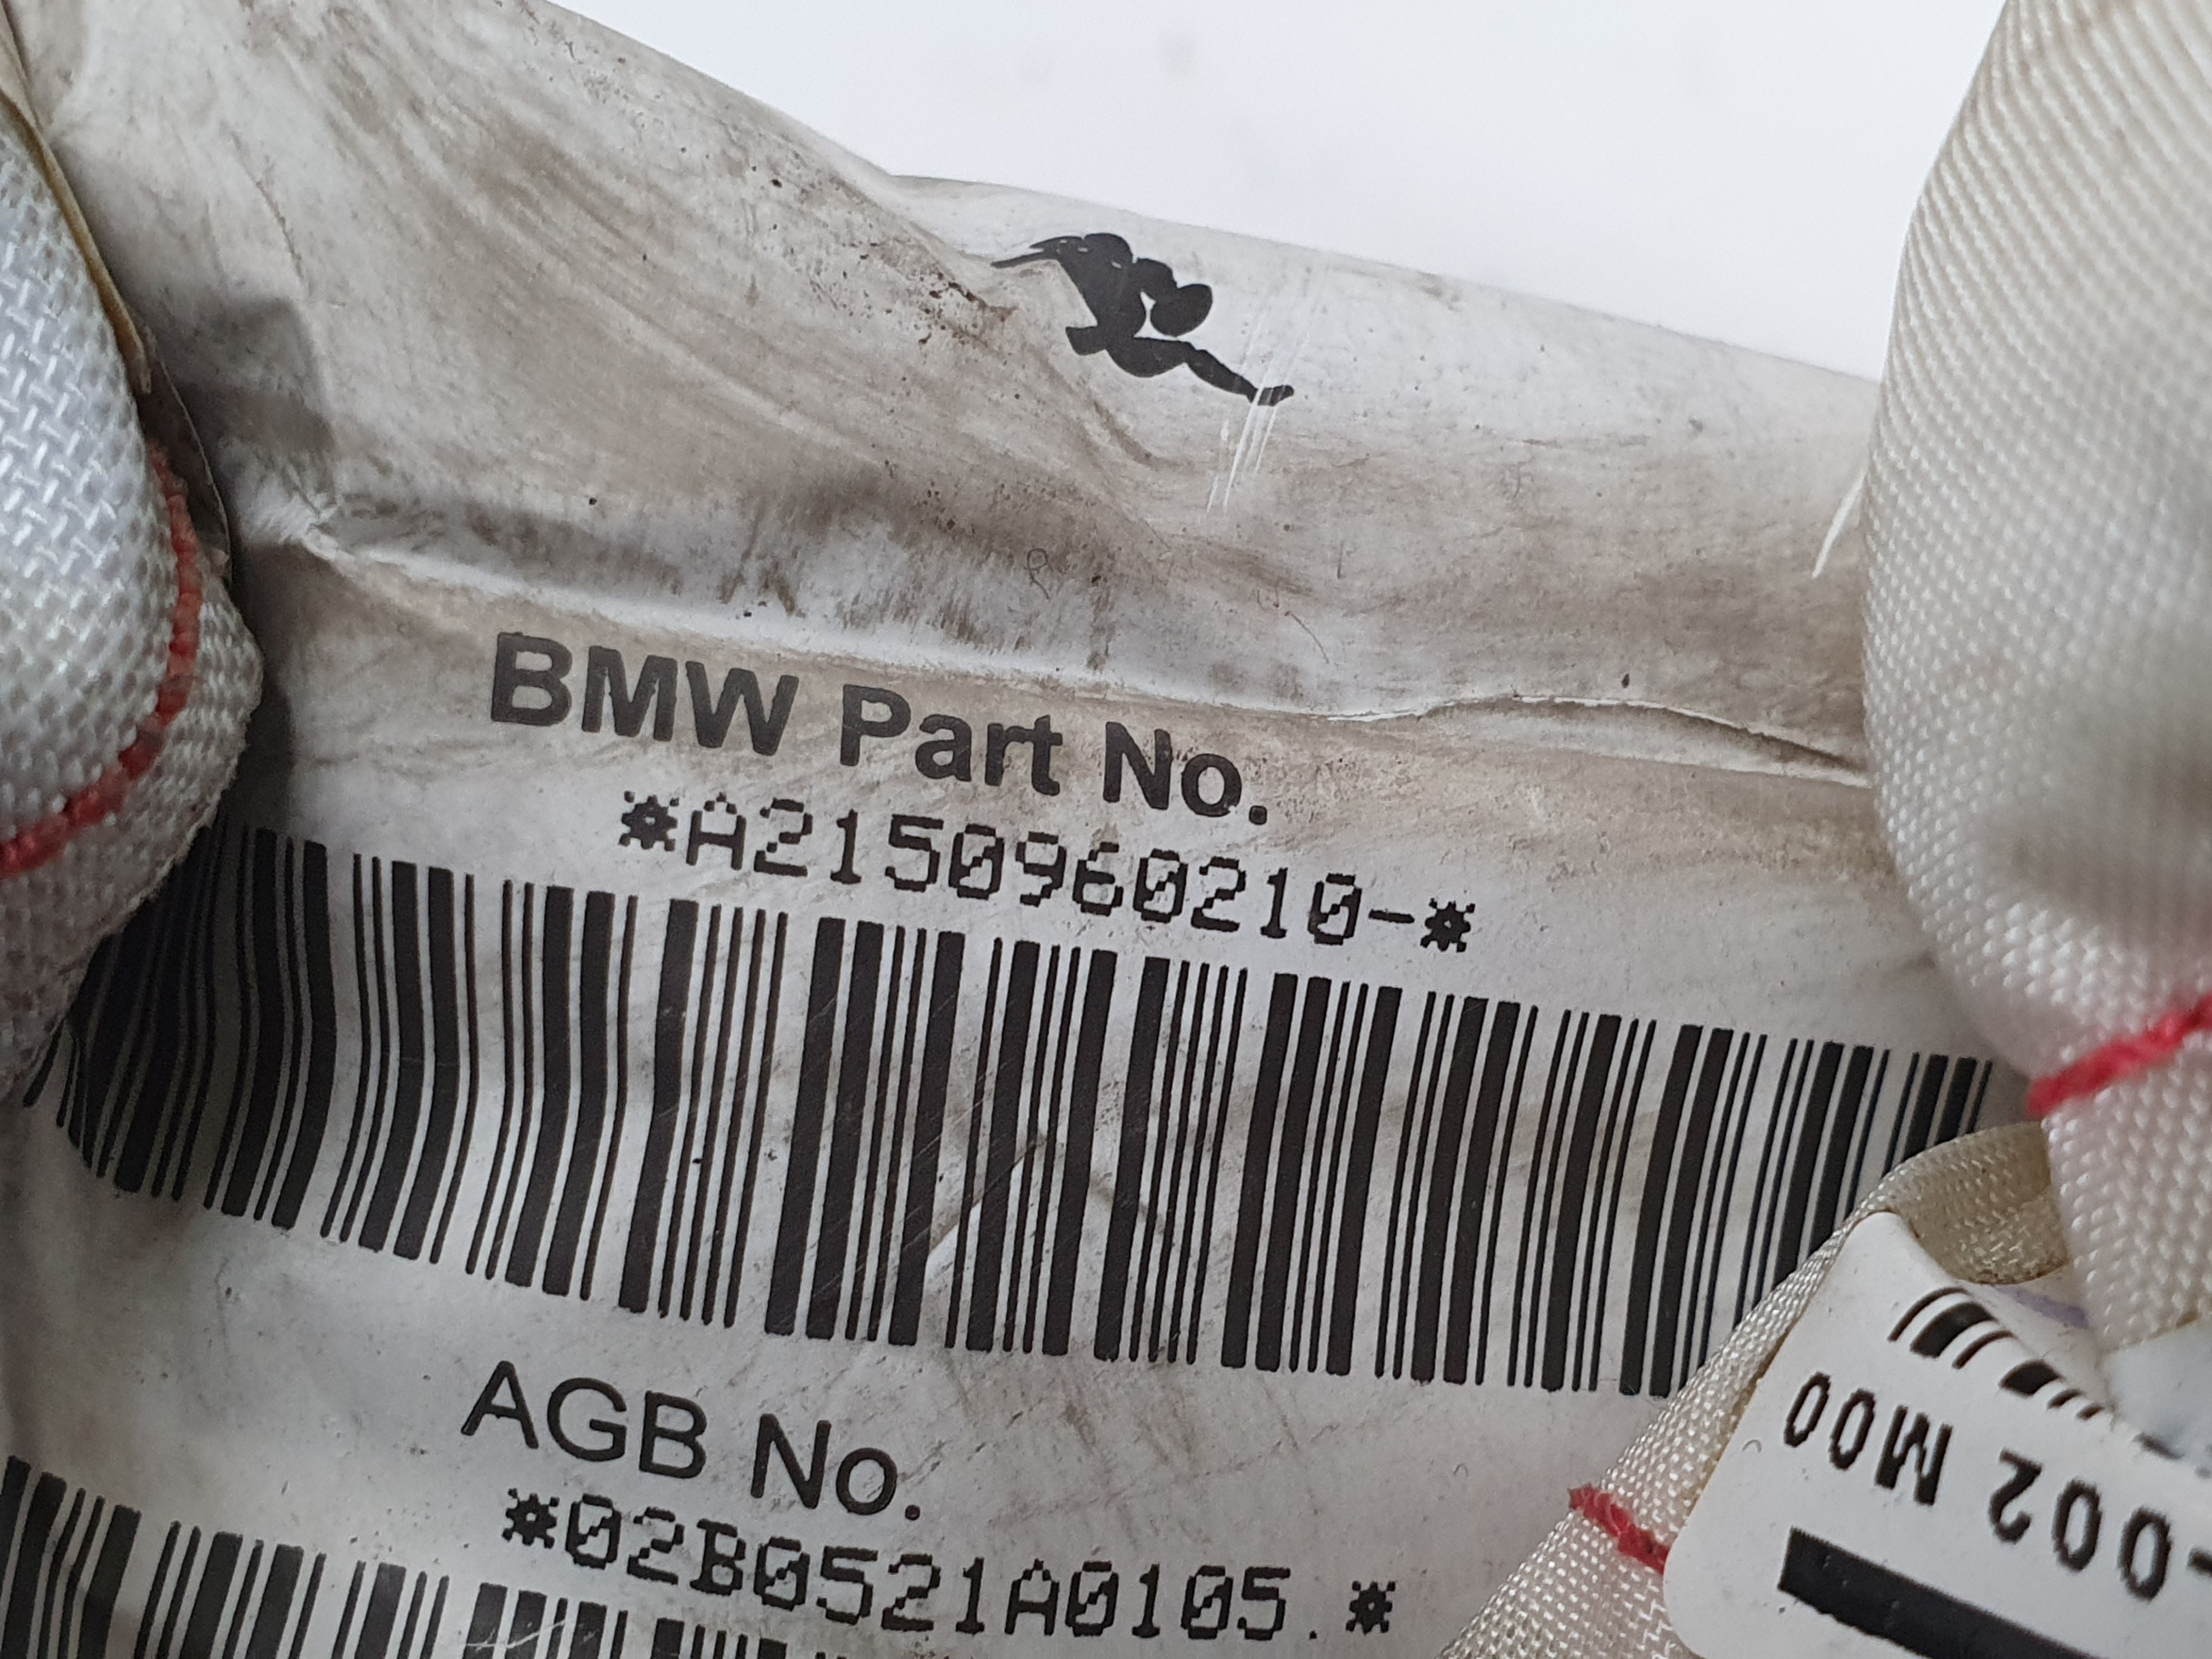 BMW Part No.
*A2150960210-*
AGB No.
*02B0521A0105.*
002 M00